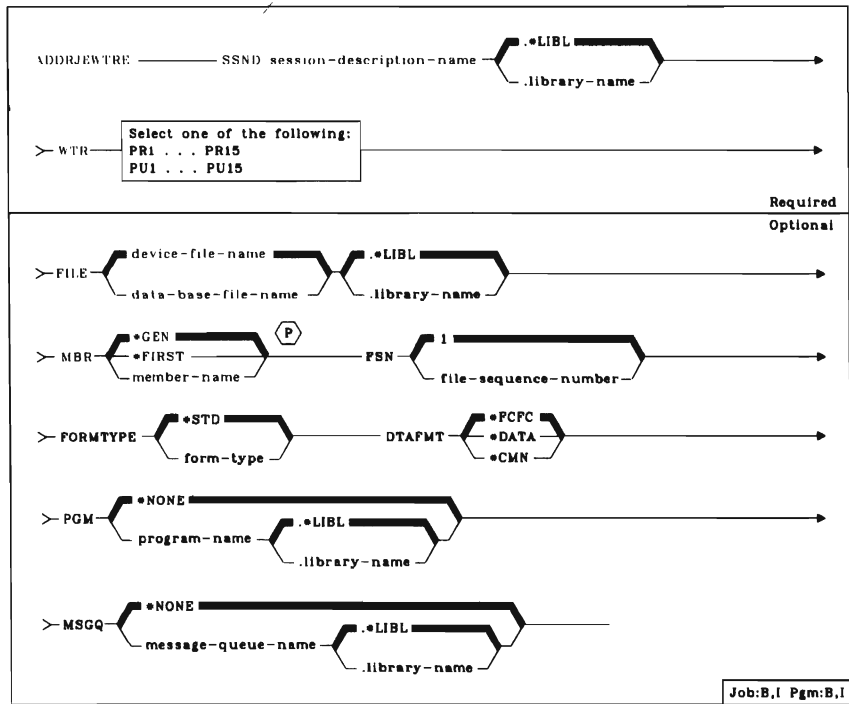 .*LIBL
ADDRJEWTRE SSND session-description-name
.library-name
Select one of the following:
WTR PR1 . . . PR15
PU1 . . . PU15
Required
Optional
device-file-name .*LIBL
FILE
data-base-file-name .library-name
*GEN P 1
MBR *FIRST FSN
member-name file-sequence-number
*STD *FCFC
FORMTYPE DTAFMT *DATA
form-type *CMN
*NONE
PGM .*LIBL
program-name
.library-name
*NONE
MSGQ .*LIBL
message-queue-name
.library-name
Job:B,I Pgm:B,I